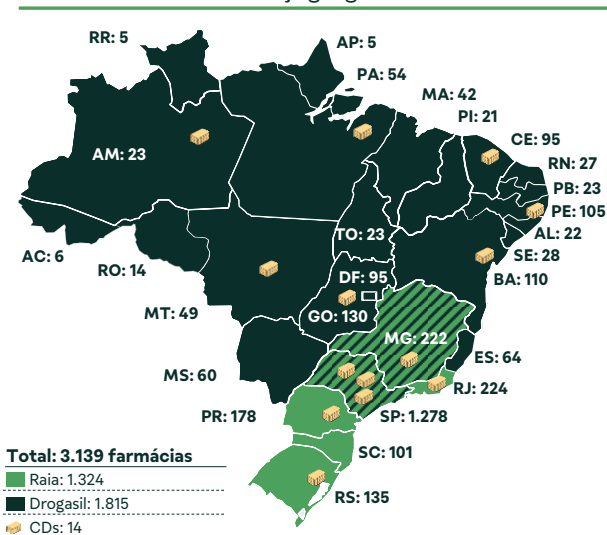 RR: 5
AP: 5
PA: 54
MA: 42
PI: 21
CE: 95
RN: 27
AM: 23
PB: 23
PE: 105
AL: 22
TO: 23
AC: 6
SE: 28
RO: 14
DF: 95
BA: 110
MT: 49
GO: 130
MG: 222
ES: 64
MS: 60
RJ: 224
PR: 178
SP: 1.278
SC: 101
Total: 3.139 farmácias
Raia: 1.324
RS: 135
Drogasil: 1.815
CDs: 14